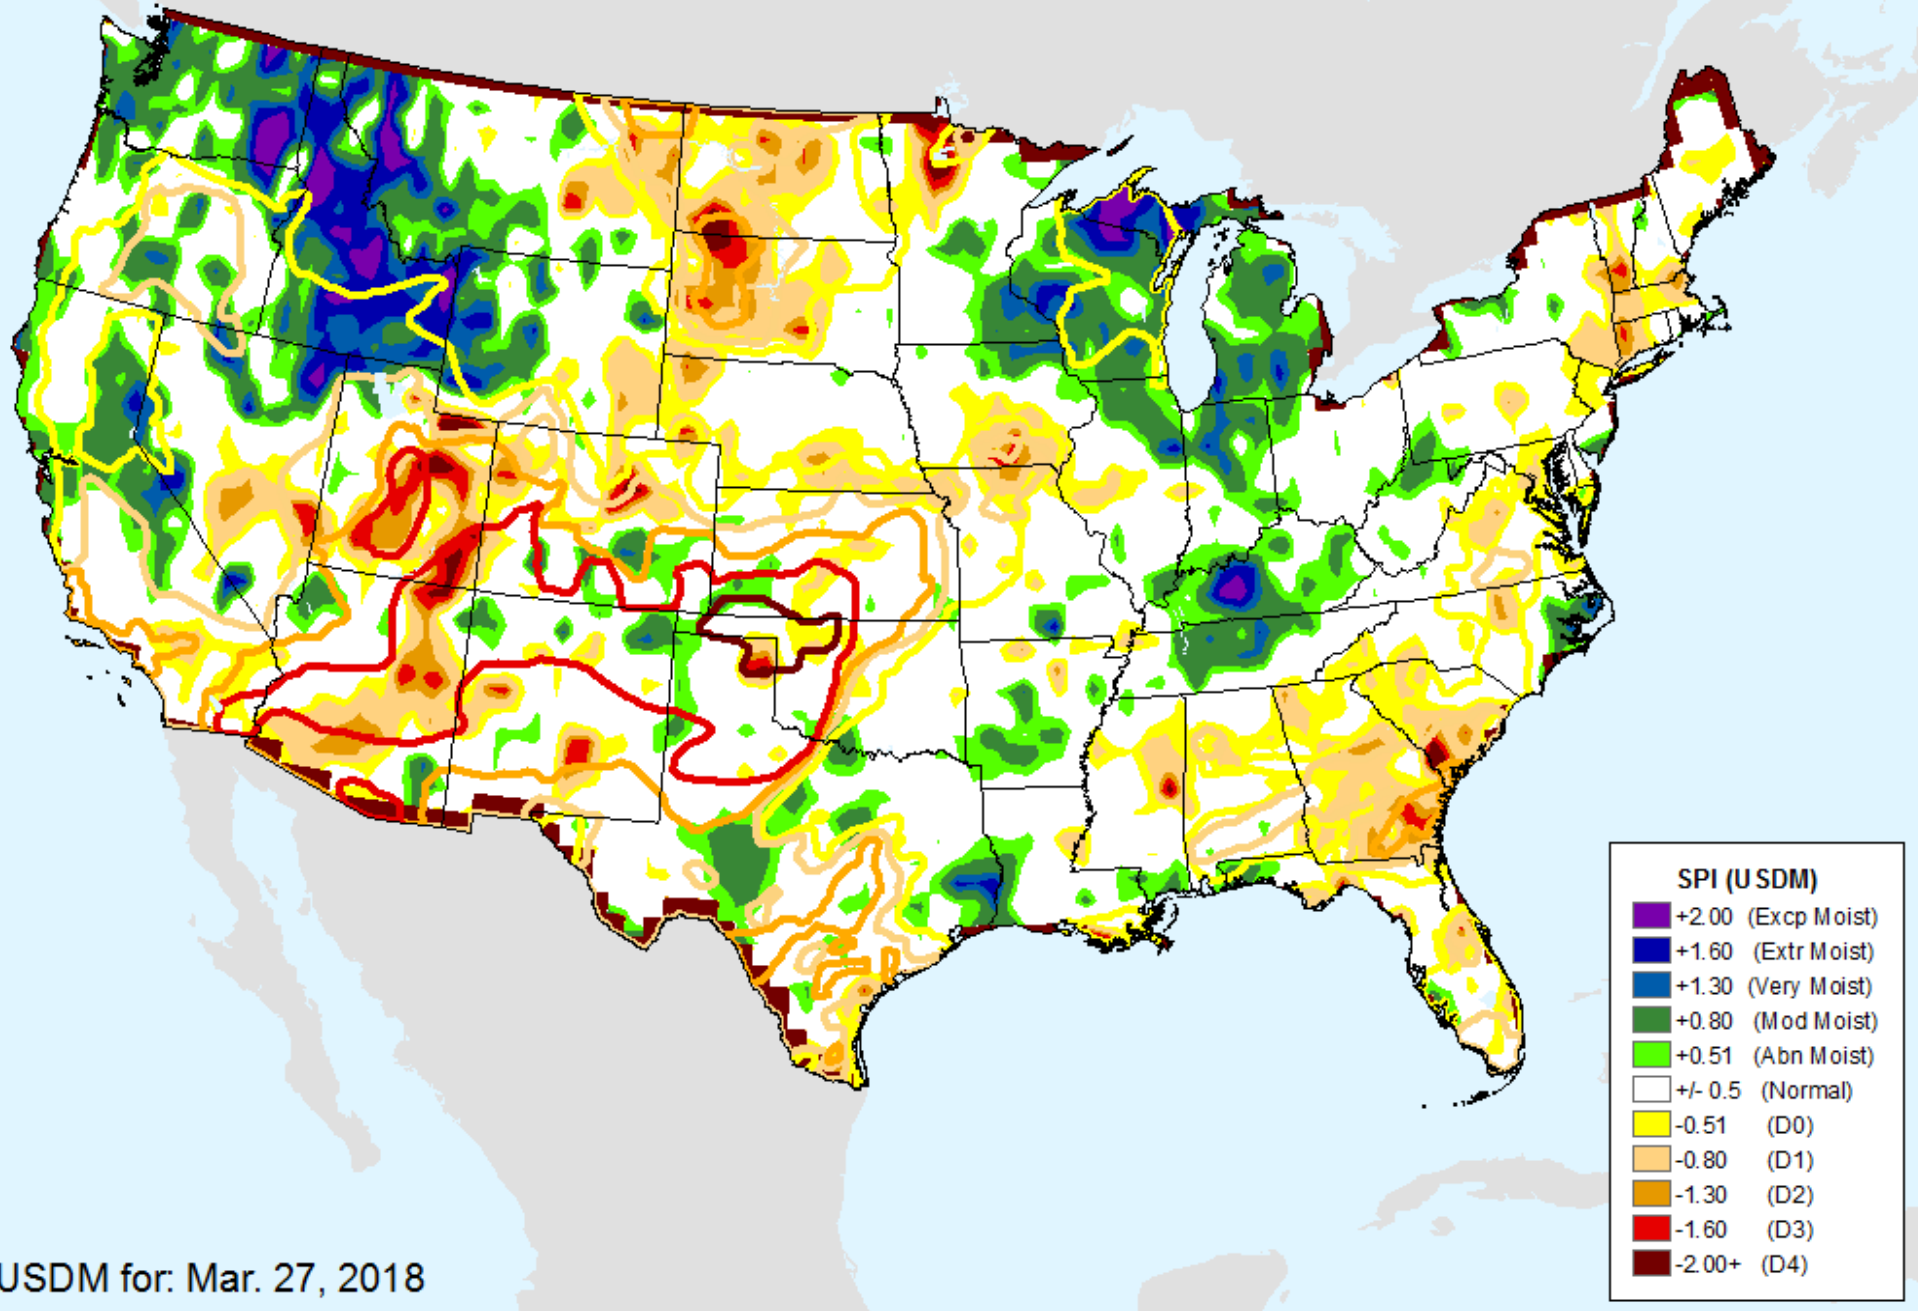 SPI (USDM)
+2.00 (Excp Moist)
+1.60 (Extr Moist)
+1.30 (Very Moist)
+0.80 (Mod Moist)
+0.51 (Abn Moist)
+/- 0.5 (Normal)
-0.51 (D0)
-0.80 (D1)
-1.30 (D2)
-1.60 (D3)
-2.00+ (D4)
USDM for: Mar. 27, 2018